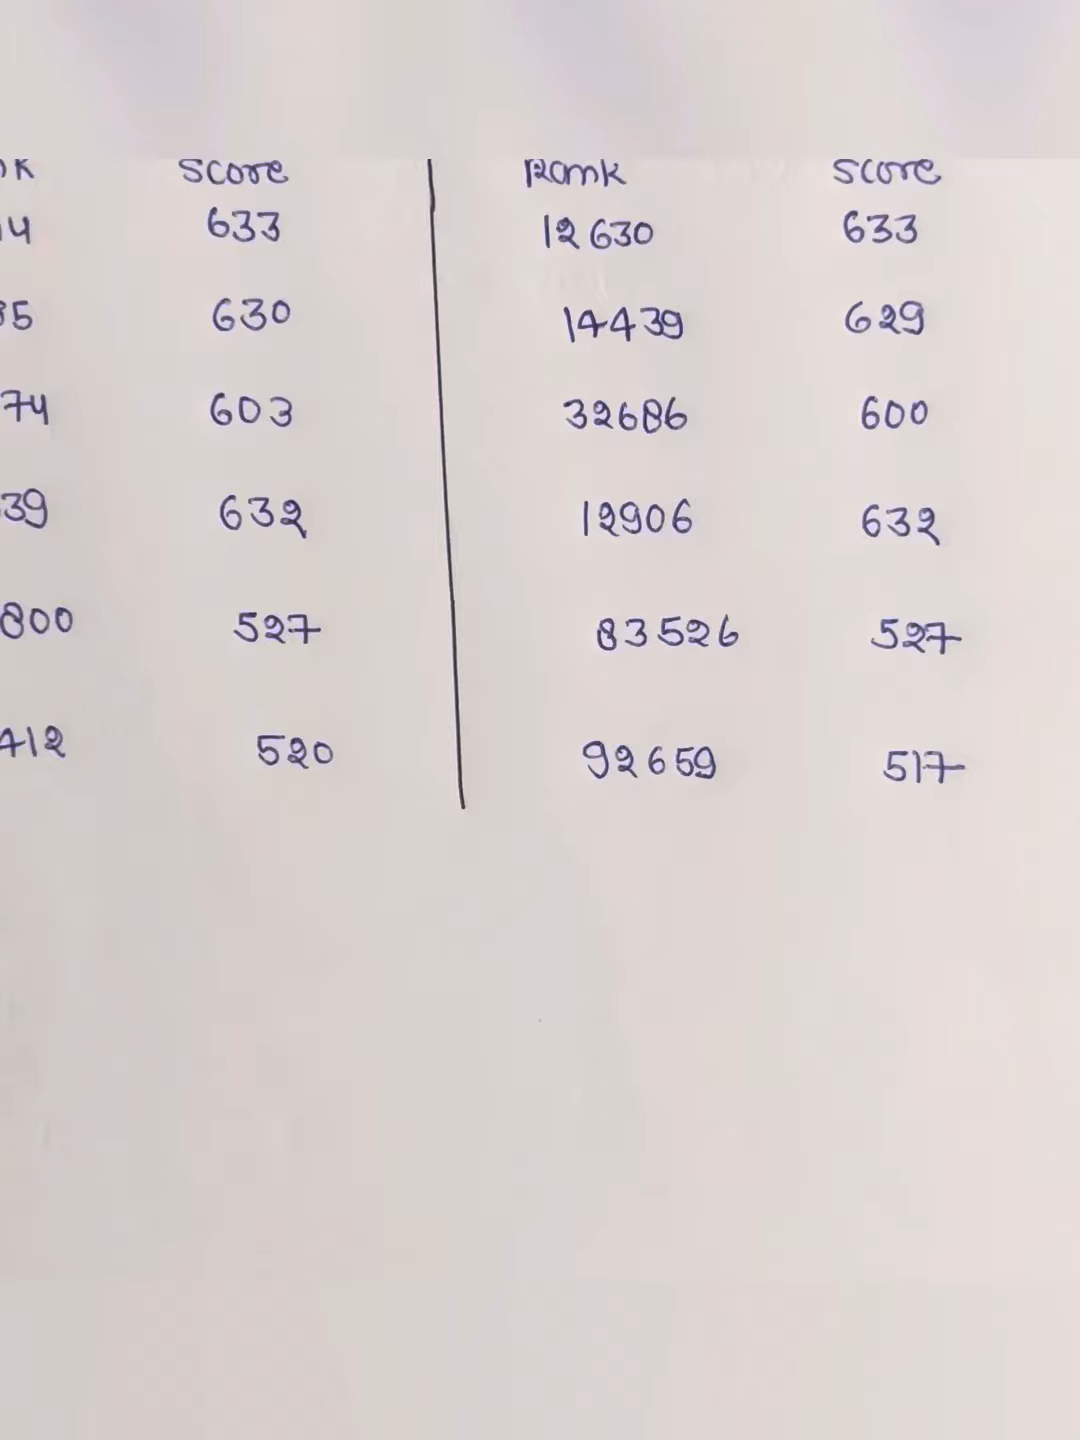 Score Rank Score
14 633 12630 633
35 630 14439 629
74 603 32686 600
39 632 12906 632
800 527 83526 527
412 520 92659 517